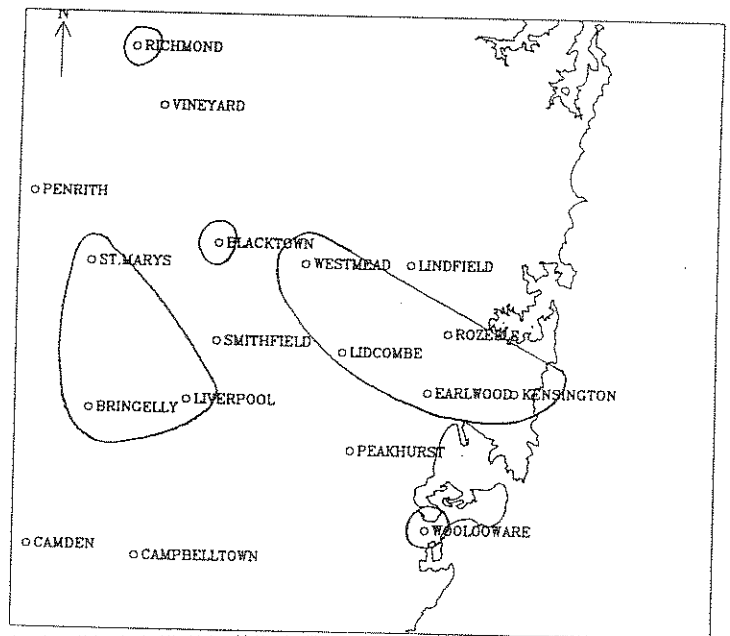 N
RICHMOND
VINEYARD
PENRITH
BLACKTOWN
ST.MARYS
WESTMEAD
LINDFIELD
SMITHFIELD
ROZELLE
LIDCOMBE
BRINGELLY
LIVERPOOL
EARLWOOD
KENSINGTON
PEAKHURST
WOOLOOWARE
CAMDEN
CAMPBELLTOWN